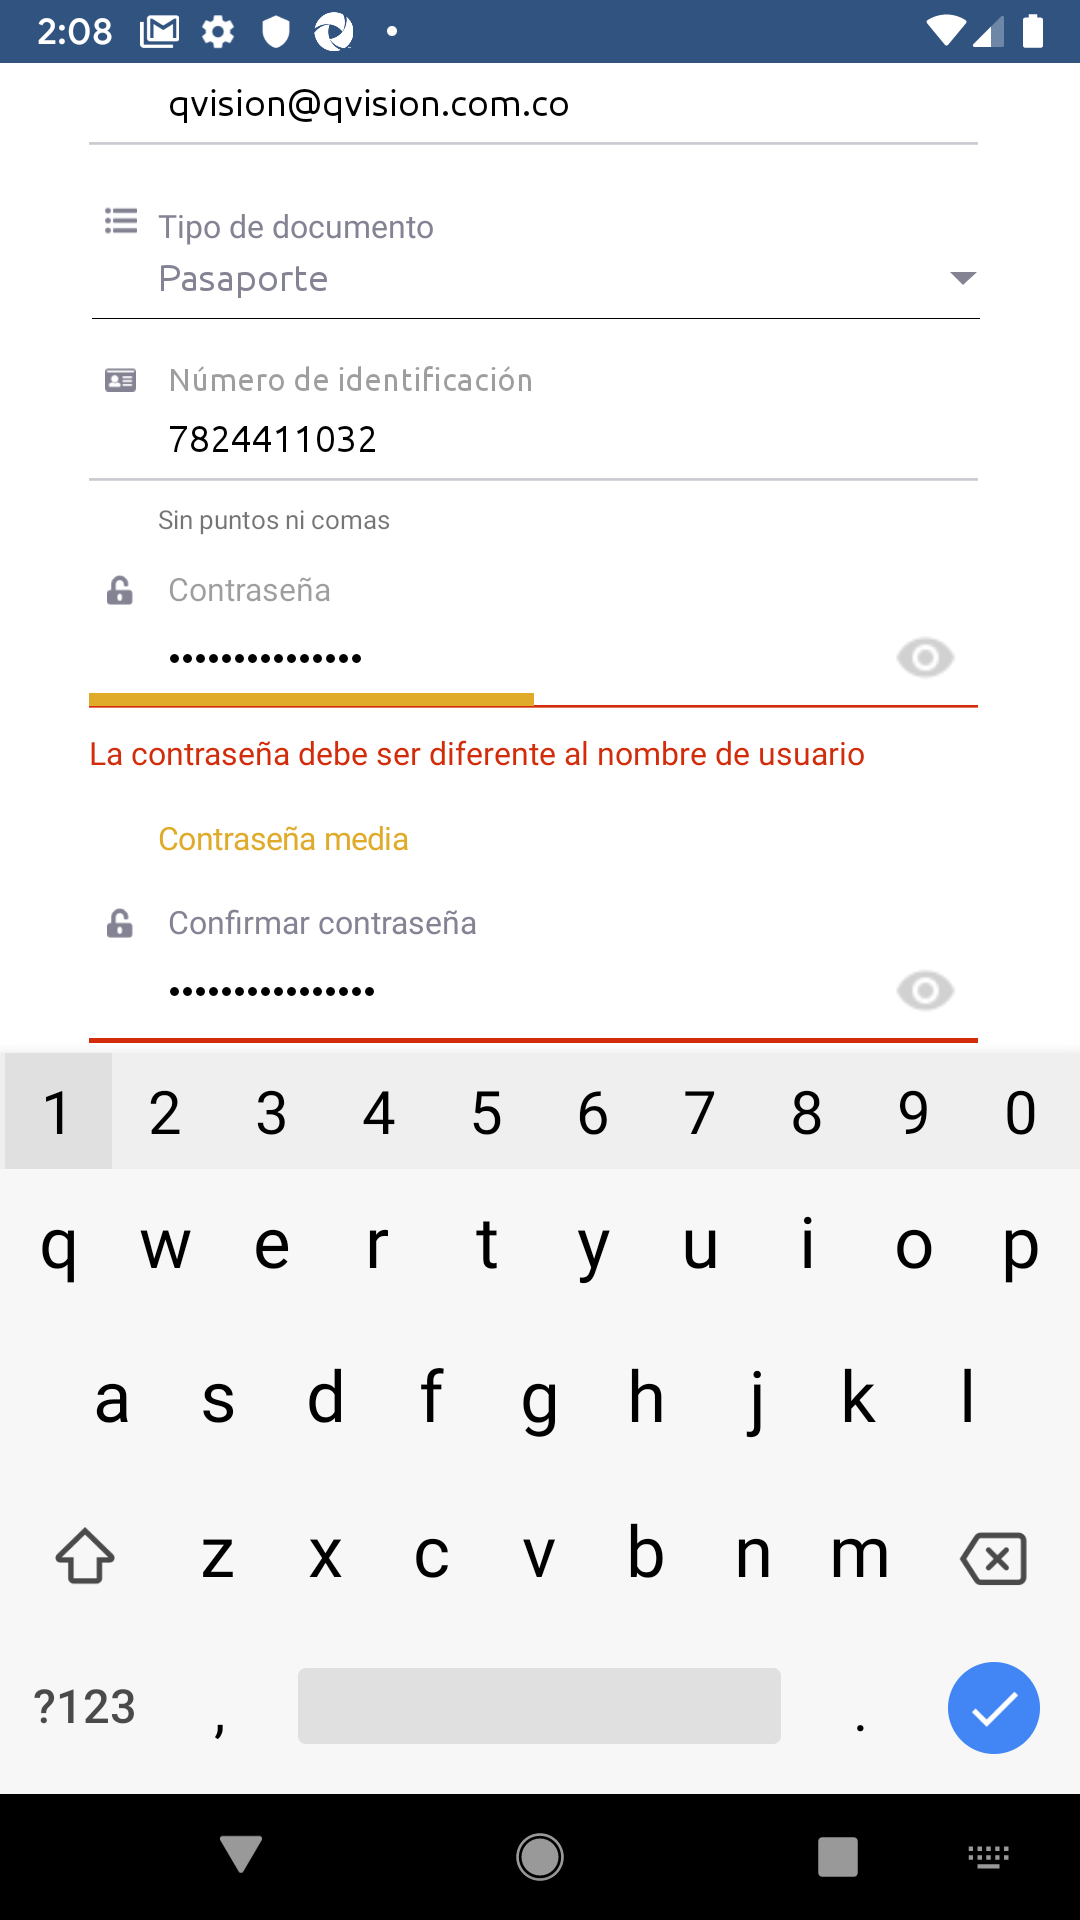 2:08
qvision@qvision.com.co
Tipo de documento
Pasaporte
Número de identificación
7824411032
Sin puntos ni comas
Contraseña
•••••••••••••••
La contraseña debe ser diferente al nombre de usuario
Contraseña media
Confirmar contraseña
••••••••••••••••
1 2 3 4 5 6 7 8 9 0
q w e r t y u i o p
a s d f g h j k l
z x c v b n m
?123 , .